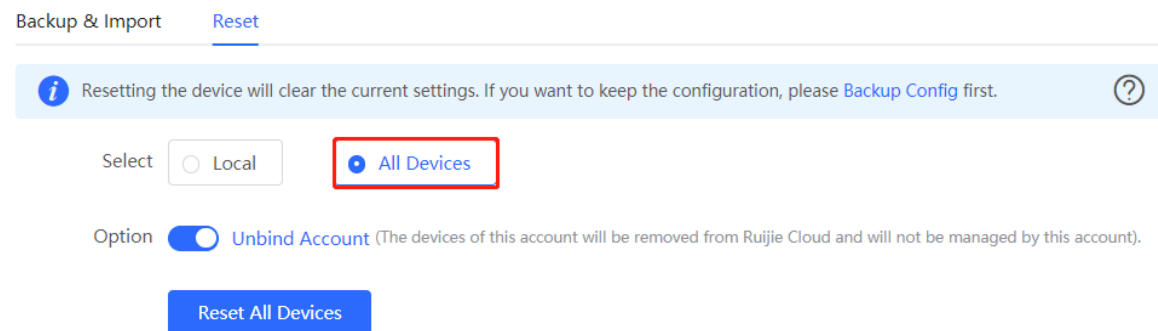 Backup & Import Reset
i Resetting the device will clear the current settings. If you want to keep the configuration, please Backup Config first. ?
Select Local All Devices
Option Unbind Account (The devices of this account will be removed from Ruijie Cloud and will not be managed by this account).
Reset All Devices